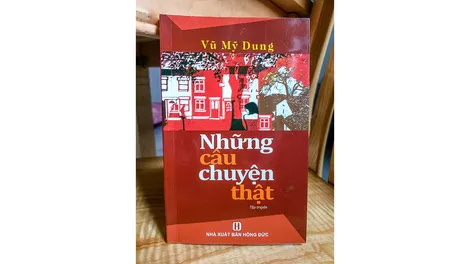 Vũ Mỹ Dung
Những
câu
chuyện
thật
Tập truyện
NHÀ XUẤT BẢN HỒNG ĐỨC